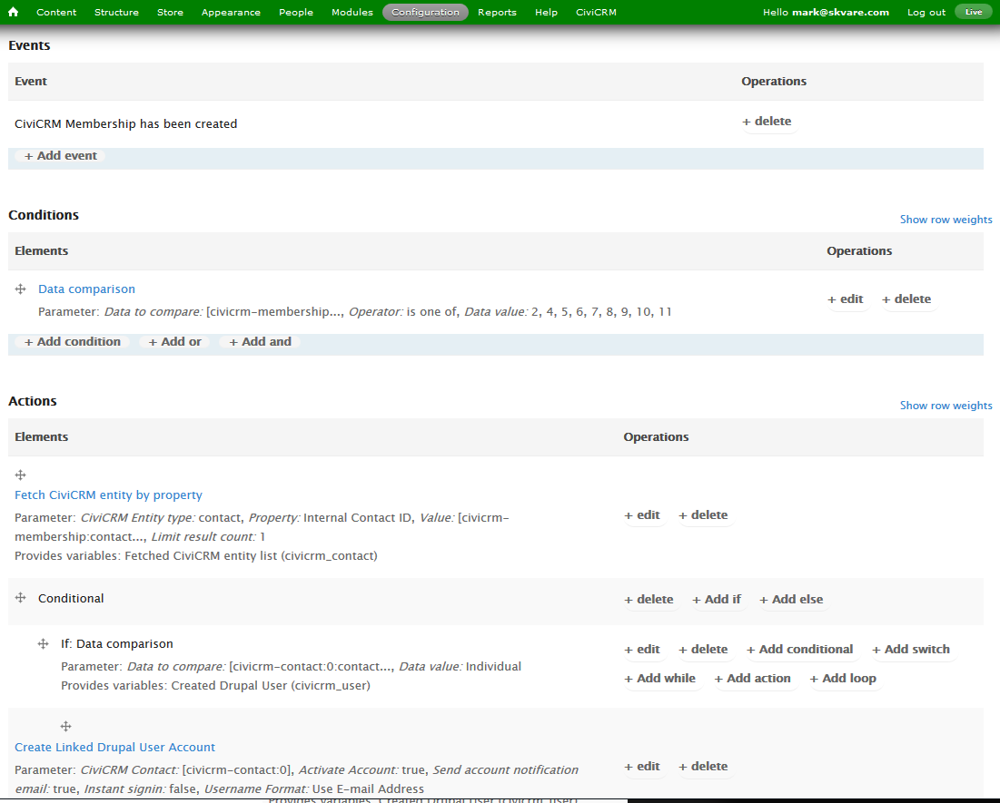 Content Structure Store Appearance People Modules Configuration Reports Help CiviCRM Hello mark@skvare.com Log out Live
Events
Event Operations
CiviCRM Membership has been created + delete
+ Add event
Conditions
Show row weights
Elements Operations
Data comparison
Parameter: Data to compare: [civicrm-membership..., Operator: is one of, Data value: 2, 4, 5, 6, 7, 8, 9, 10, 11
+ edit + delete
+ Add condition + Add or + Add and
Actions
Show row weights
Elements Operations
Fetch CiviCRM entity by property
Parameter: CiviCRM Entity type: contact, Property: Internal Contact ID, Value: [civicrm-
membership:contact..., Limit result count: 1
Provides variables: Fetched CiviCRM entity list (civicrm_contact)
+ edit + delete
Conditional + delete + Add if + Add else
If: Data comparison
Parameter: Data to compare: [civicrm-contact:0:contact..., Data value: Individual
Provides variables: Created Drupal User (civicrm_user)
+ edit + delete + Add conditional + Add switch
+ Add while + Add action + Add loop
Create Linked Drupal User Account
Parameter: CiviCRM Contact: [civicrm-contact:0], Activate Account: true, Send account notification
email: true, Instant signin: false, Username Format: Use E-mail Address
+ edit + delete
Provides variables: Created Drupal User (civicrm_user)